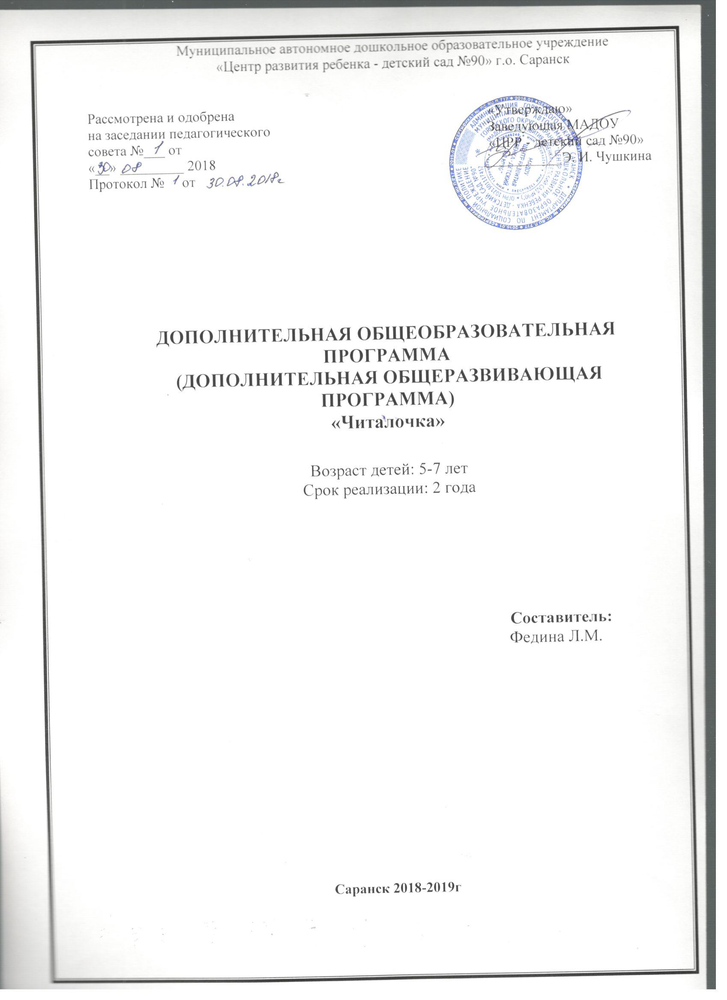 Муниципальное автономное дошкольное образовательное учреждение
«Центр развития ребенка - детский сад №90» г.о. Саранск
Рассмотрена и одобрена
на заседании педагогического
совета № 1 от
«30» 08 2018
Протокол № 1 от 30.08.2018г
«Утверждаю»
Заведующая МАДОУ
«ЦРР - детский сад №90»
Э. И. Чушкина
ДОПОЛНИТЕЛЬНАЯ ОБЩЕОБРАЗОВАТЕЛЬНАЯ
ПРОГРАММА
(ДОПОЛНИТЕЛЬНАЯ ОБЩЕРАЗВИВАЮЩАЯ
ПРОГРАММА)
«Читалочка»
Возраст детей: 5-7 лет
Срок реализации: 2 года
Составитель:
Федина Л.М.
Саранск 2018-2019г